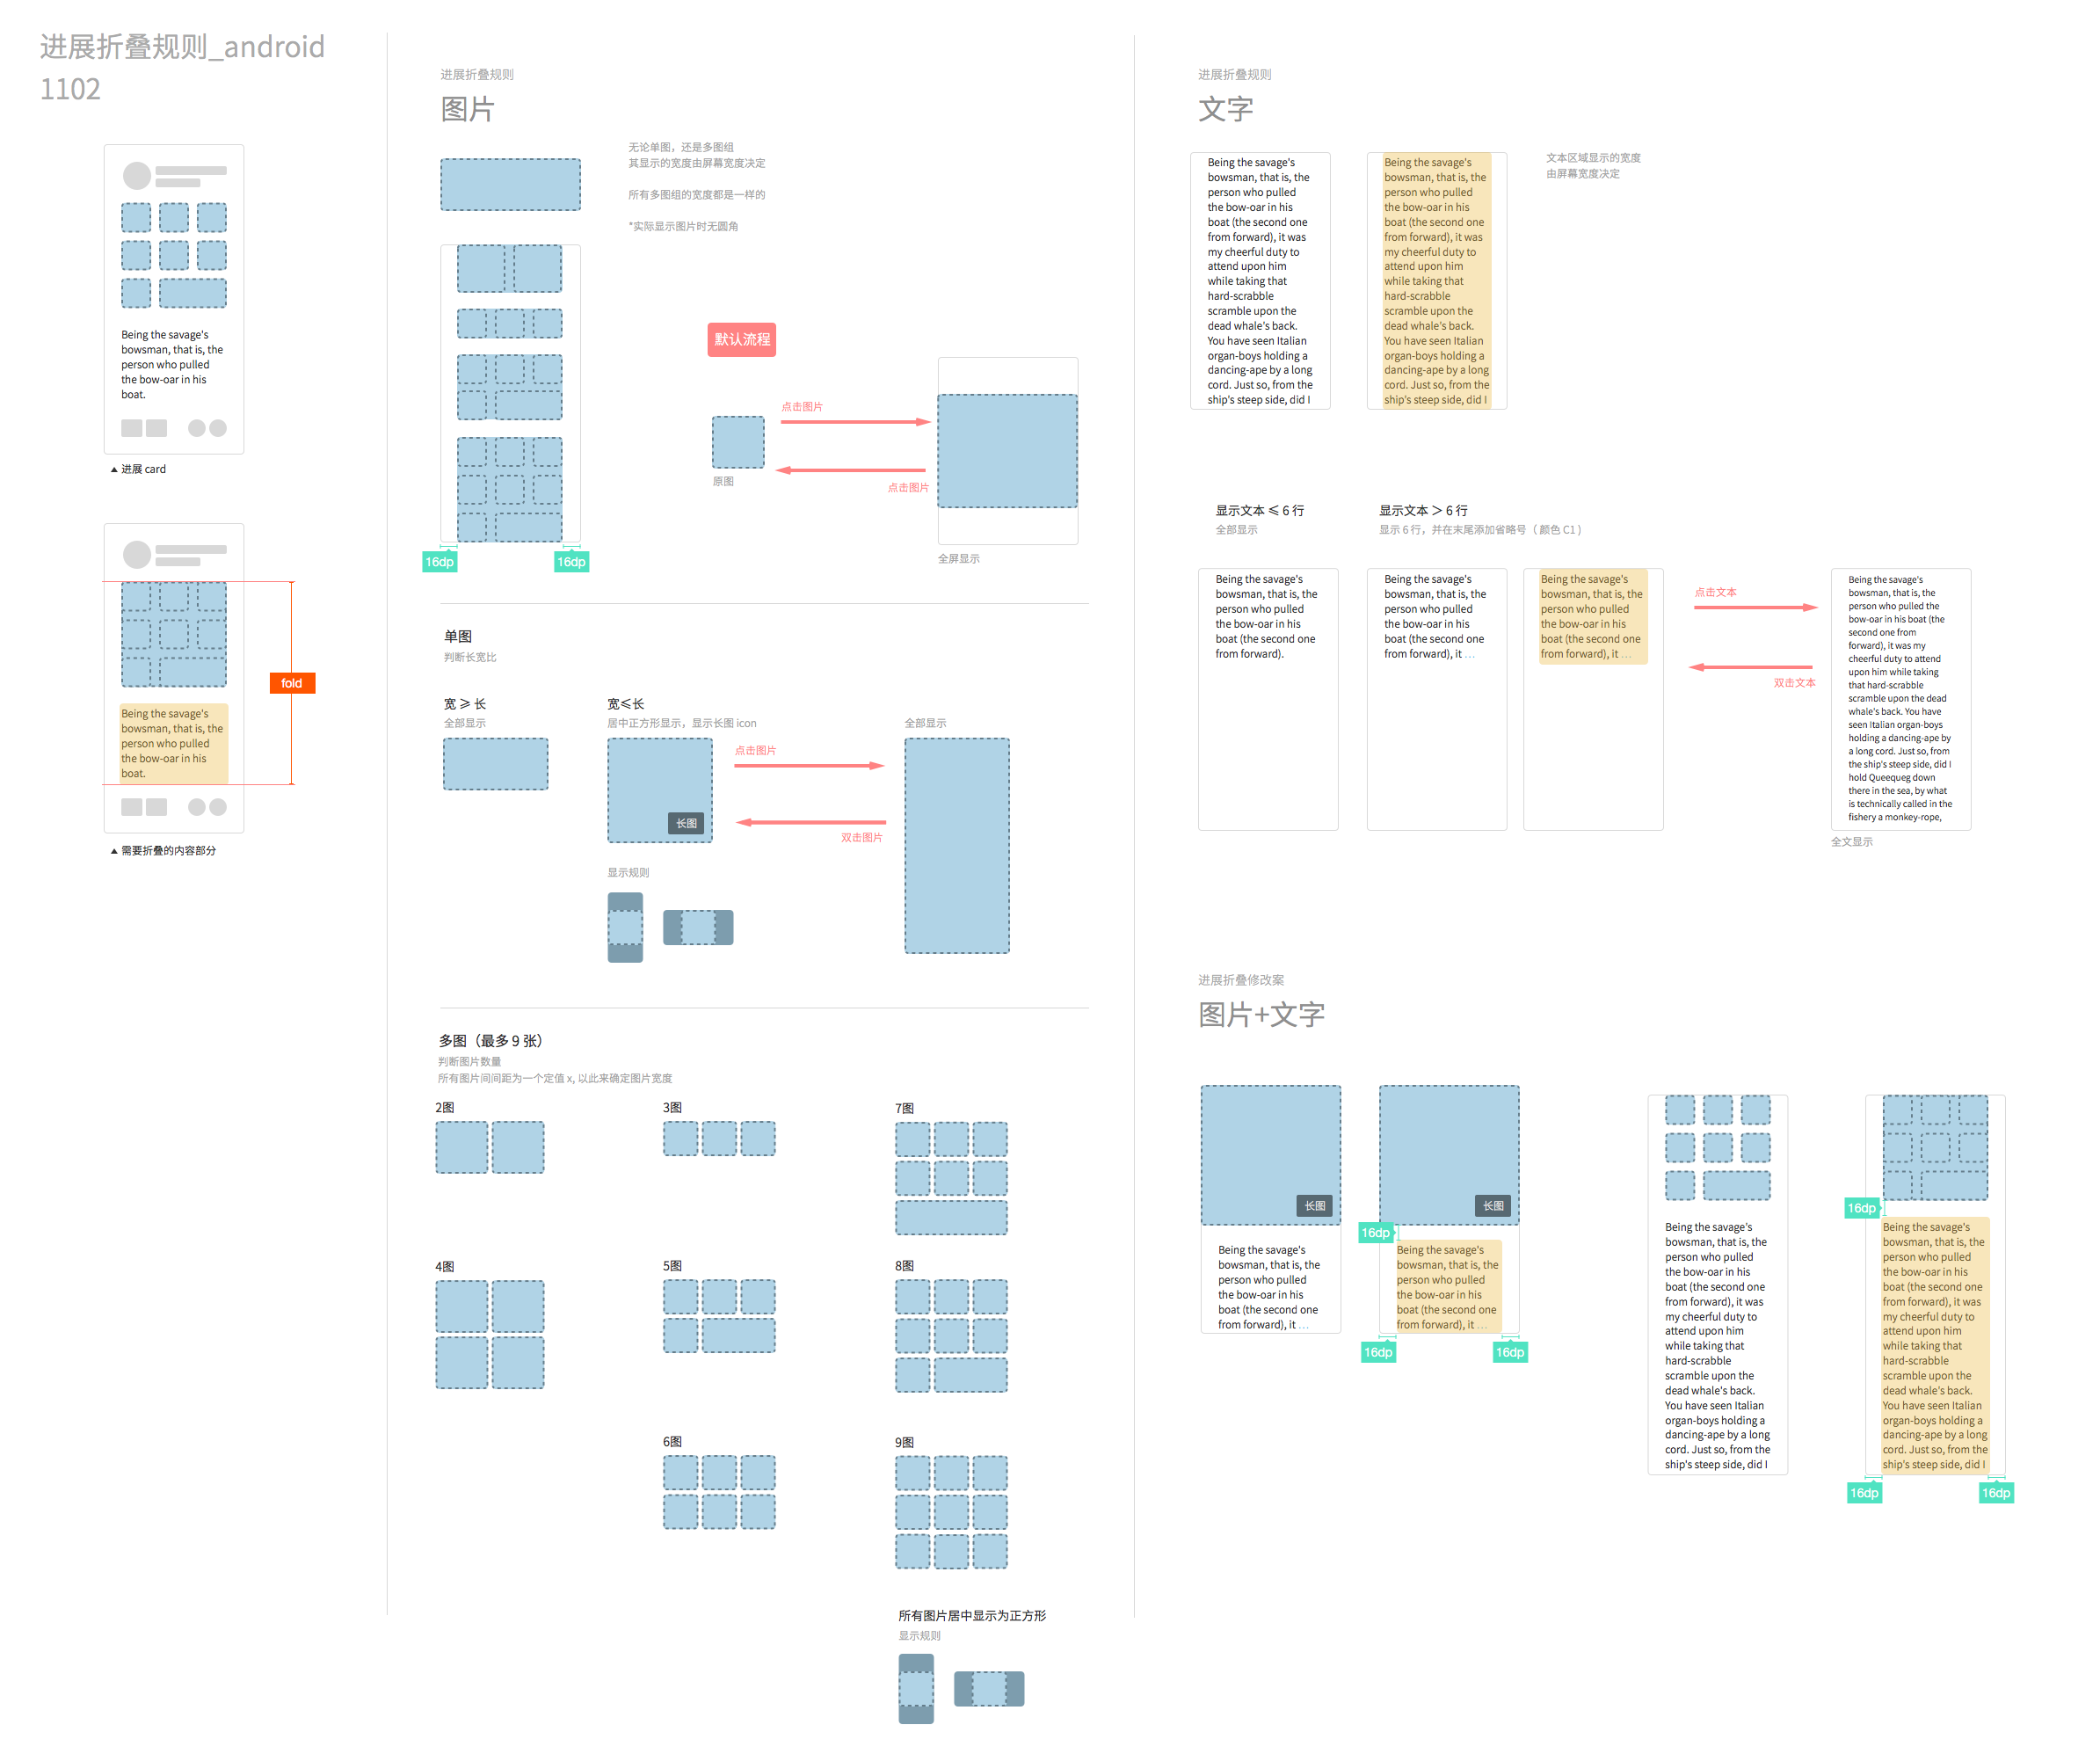 进展折叠规则_android
1102
Being the savage's
bowsman, that is, the
person who pulled
the bow-oar in his
boat.
▲ 进展 card
fold
Being the savage's
bowsman, that is, the
person who pulled
the bow-oar in his
boat.
▲ 需要折叠的内容部分
进展折叠规则
图片
无论单图，还是多图组
其显示的宽度由屏幕宽度决定
所有多图组的宽度都是一样的
*实际显示图片时无圆角
默认流程
点击图片
点击图片
原图
全屏显示
16dp
16dp
单图
判断长宽比
宽 ⩾ 长
全部显示
宽⩽长
居中正方形显示，显示长图 icon
全部显示
点击图片
长图
双击图片
显示规则
多图（最多 9 张）
判断图片数量
所有图片间间距为一个定值 x, 以此来确定图片宽度
2图
3图
7图
4图
5图
8图
6图
9图
所有图片居中显示为正方形
显示规则
进展折叠规则
文字
Being the savage's
bowsman, that is, the
person who pulled
the bow-oar in his
boat (the second one
from forward), it was
my cheerful duty to
attend upon him
while taking that
hard-scrabble
scramble upon the
dead whale's back.
You have seen Italian
organ-boys holding a
dancing-ape by a long
cord. Just so, from the
ship's steep side, did I
Being the savage's
bowsman, that is, the
person who pulled
the bow-oar in his
boat (the second one
from forward), it was
my cheerful duty to
attend upon him
while taking that
hard-scrabble
scramble upon the
dead whale's back.
You have seen Italian
organ-boys holding a
dancing-ape by a long
cord. Just so, from the
ship's steep side, did I
文本区域显示的宽度
由屏幕宽度决定
显示文本 ⩽ 6 行
全部显示
显示文本 ＞ 6 行
显示 6 行，并在末尾添加省略号（ 颜色 C1 )
Being the savage's
bowsman, that is, the
person who pulled
the bow-oar in his
boat (the second one
from forward).
Being the savage's
bowsman, that is, the
person who pulled
the bow-oar in his
boat (the second one
from forward), it ...
Being the savage's
bowsman, that is, the
person who pulled
the bow-oar in his
boat (the second one
from forward), it ...
点击文本
双击文本
Being the savage's
bowsman, that is, the
person who pulled the
bow-oar in his boat (the
second one from
forward), it was my
cheerful duty to attend
upon him while taking
that hard-scrabble
scramble upon the dead
whale's back. You have
seen Italian organ-boys
holding a dancing-ape by
a long cord. Just so, from
the ship's steep side, did I
hold Queequeg down
there in the sea, by what
is technically called in the
fishery a monkey-rope,
全文显示
进展折叠修改案
图片+文字
长图
Being the savage's
bowsman, that is, the
person who pulled
the bow-oar in his
boat (the second one
from forward), it ...
长图
16dp
Being the savage's
bowsman, that is, the
person who pulled
the bow-oar in his
boat (the second one
from forward), it ...
16dp
16dp
Being the savage's
bowsman, that is, the
person who pulled
the bow-oar in his
boat (the second one
from forward), it was
my cheerful duty to
attend upon him
while taking that
hard-scrabble
scramble upon the
dead whale's back.
You have seen Italian
organ-boys holding a
dancing-ape by a long
cord. Just so, from the
ship's steep side, did I
16dp
Being the savage's
bowsman, that is, the
person who pulled
the bow-oar in his
boat (the second one
from forward), it was
my cheerful duty to
attend upon him
while taking that
hard-scrabble
scramble upon the
dead whale's back.
You have seen Italian
organ-boys holding a
dancing-ape by a long
cord. Just so, from the
ship's steep side, did I
16dp
16dp